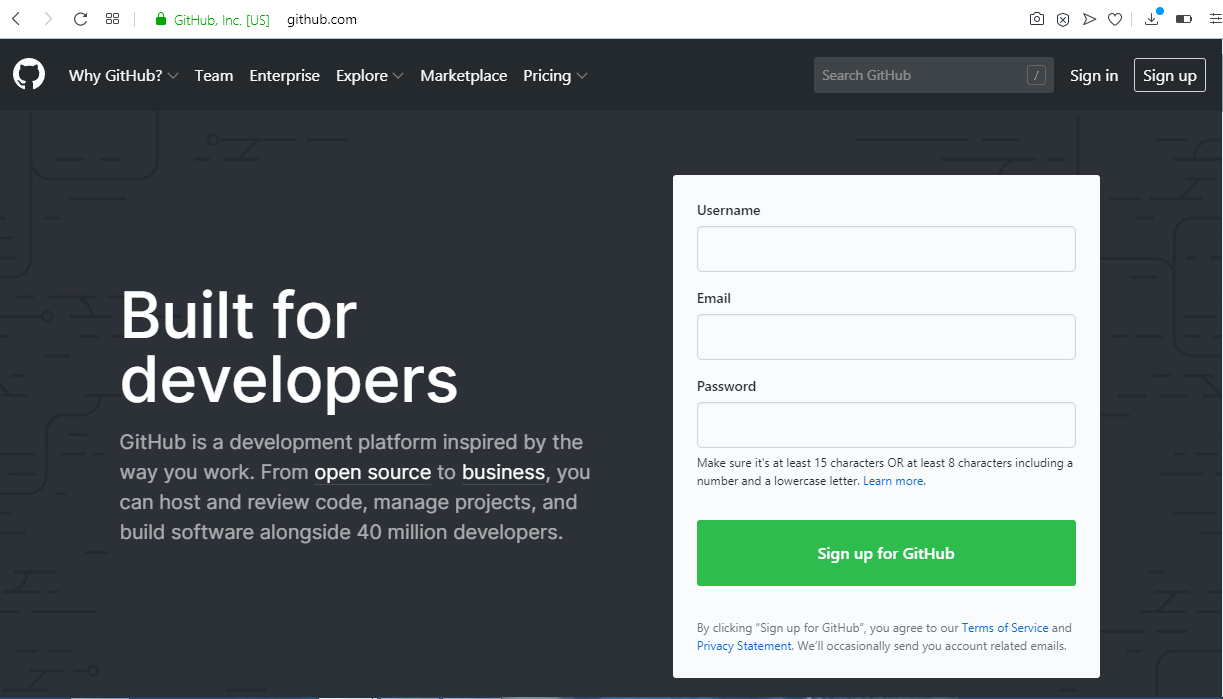 GitHub, Inc. [US] github.com
Why GitHub? Team Enterprise Explore Marketplace Pricing Search GitHub / Sign in Sign up
Built for
developers
GitHub is a development platform inspired by the
way you work. From open source to business, you
can host and review code, manage projects, and
build software alongside 40 million developers.
Username
Email
Password
Make sure it's at least 15 characters OR at least 8 characters including a
number and a lowercase letter. Learn more.
Sign up for GitHub
By clicking “Sign up for GitHub”, you agree to our Terms of Service and
Privacy Statement. We’ll occasionally send you account related emails.